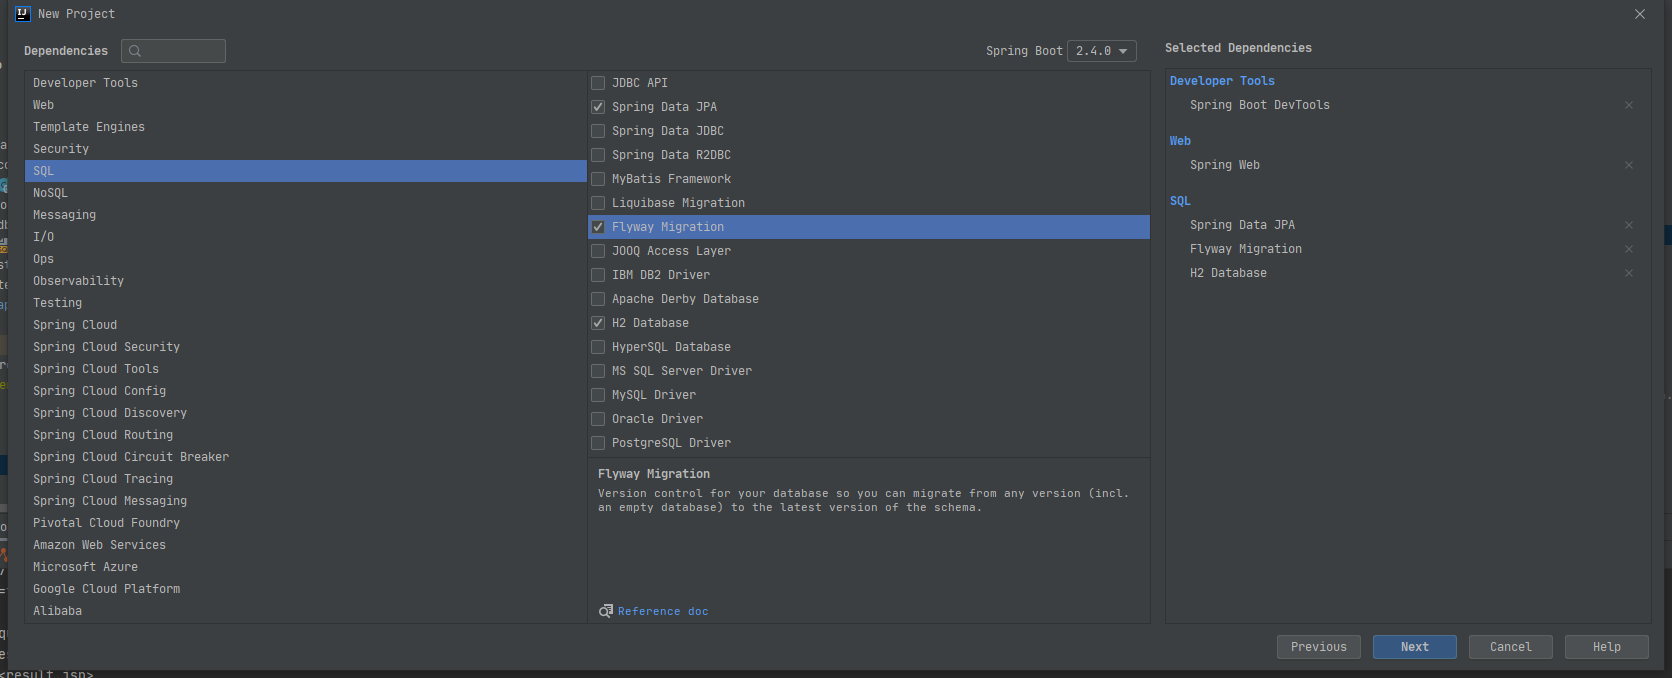 New Project
Dependencies
Spring Boot 2.4.0
Selected Dependencies
Developer Tools
Web
Template Engines
Security
SQL
NoSQL
Messaging
I/O
Ops
Observability
Testing
Spring Cloud
Spring Cloud Security
Spring Cloud Tools
Spring Cloud Config
Spring Cloud Discovery
Spring Cloud Routing
Spring Cloud Circuit Breaker
Spring Cloud Tracing
Spring Cloud Messaging
Pivotal Cloud Foundry
Amazon Web Services
Microsoft Azure
Google Cloud Platform
Alibaba
JDBC API
Spring Data JPA
Spring Data JDBC
Spring Data R2DBC
MyBatis Framework
Liquibase Migration
Flyway Migration
JOOQ Access Layer
IBM DB2 Driver
Apache Derby Database
H2 Database
HyperSQL Database
MS SQL Server Driver
MySQL Driver
Oracle Driver
PostgreSQL Driver
Flyway Migration
Version control for your database so you can migrate from any version (incl.
an empty database) to the latest version of the schema.
Reference doc
Developer Tools
Spring Boot DevTools
Web
Spring Web
SQL
Spring Data JPA
Flyway Migration
H2 Database
Previous
Next
Cancel
Help
<result.jsp>